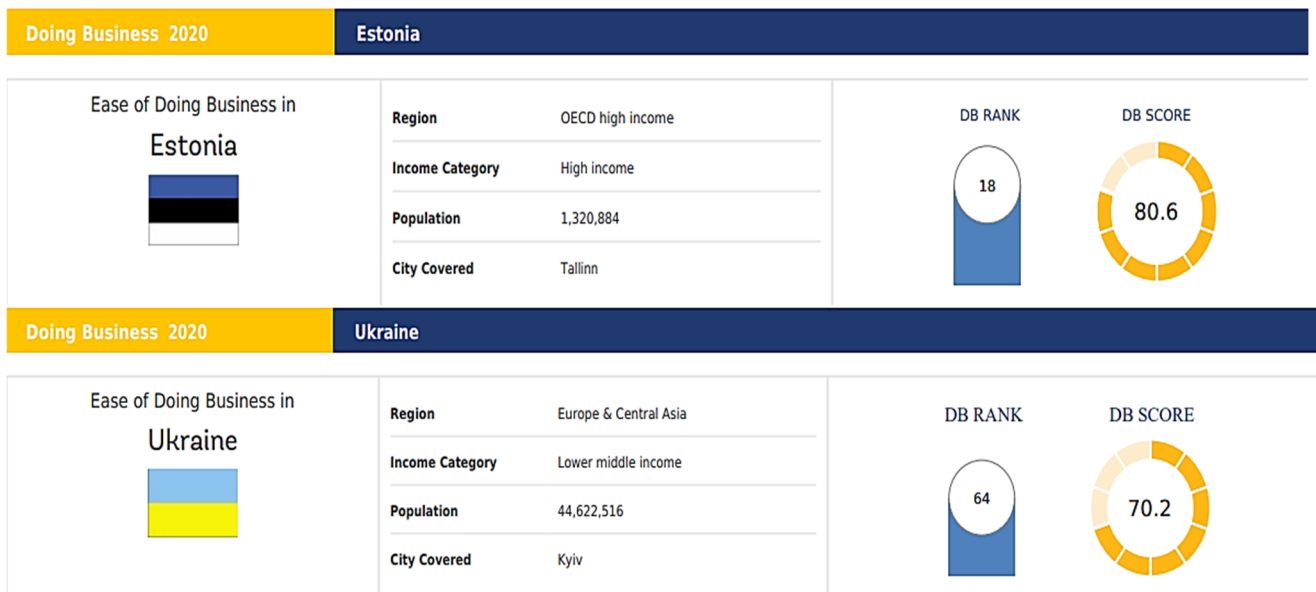 Doing Business 2020 Estonia
Ease of Doing Business in
Estonia
Region OECD high income
Income Category High income
Population 1,320,884
City Covered Tallinn
DB RANK DB SCORE
18 80.6
Doing Business 2020 Ukraine
Ease of Doing Business in
Ukraine
Region Europe & Central Asia
Income Category Lower middle income
Population 44,622,516
City Covered Kyiv
DB RANK DB SCORE
64 70.2